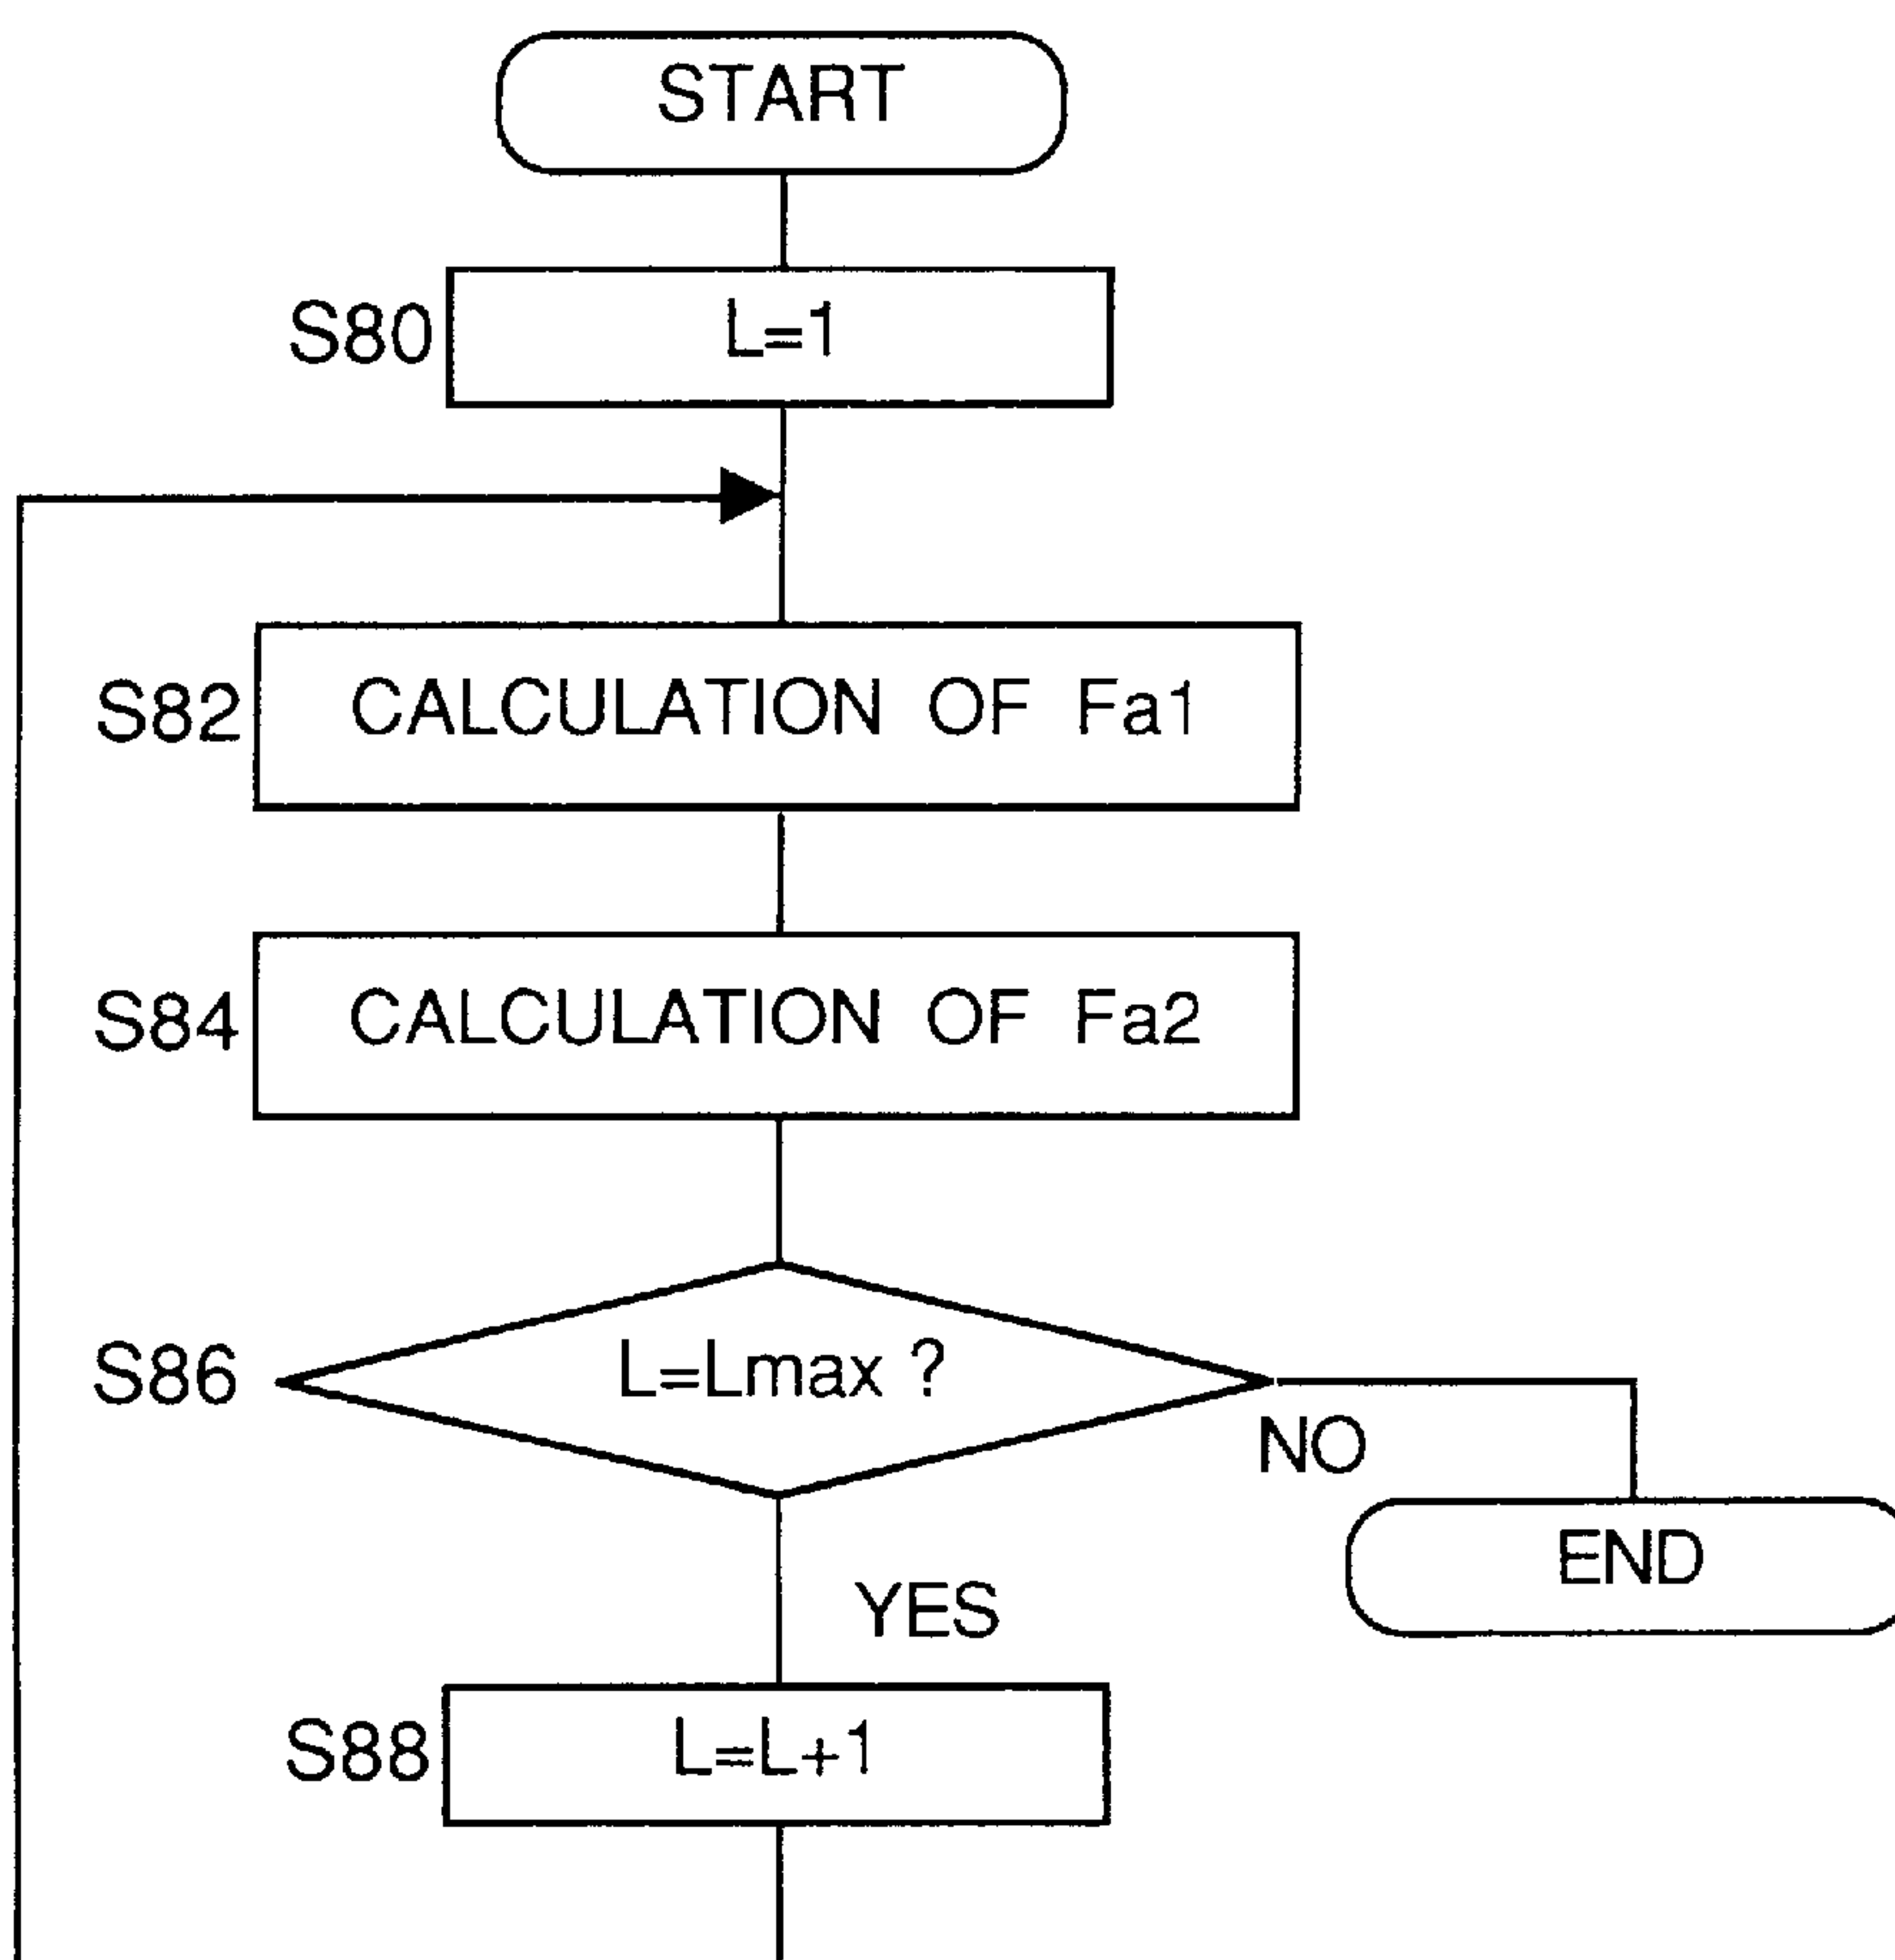 START
S80
L=1
S82
CALCULATION OF Fa1
S84
CALCULATION OF Fa2
S86
L=Lmax ?
NO
END
YES
S88
L=L+1